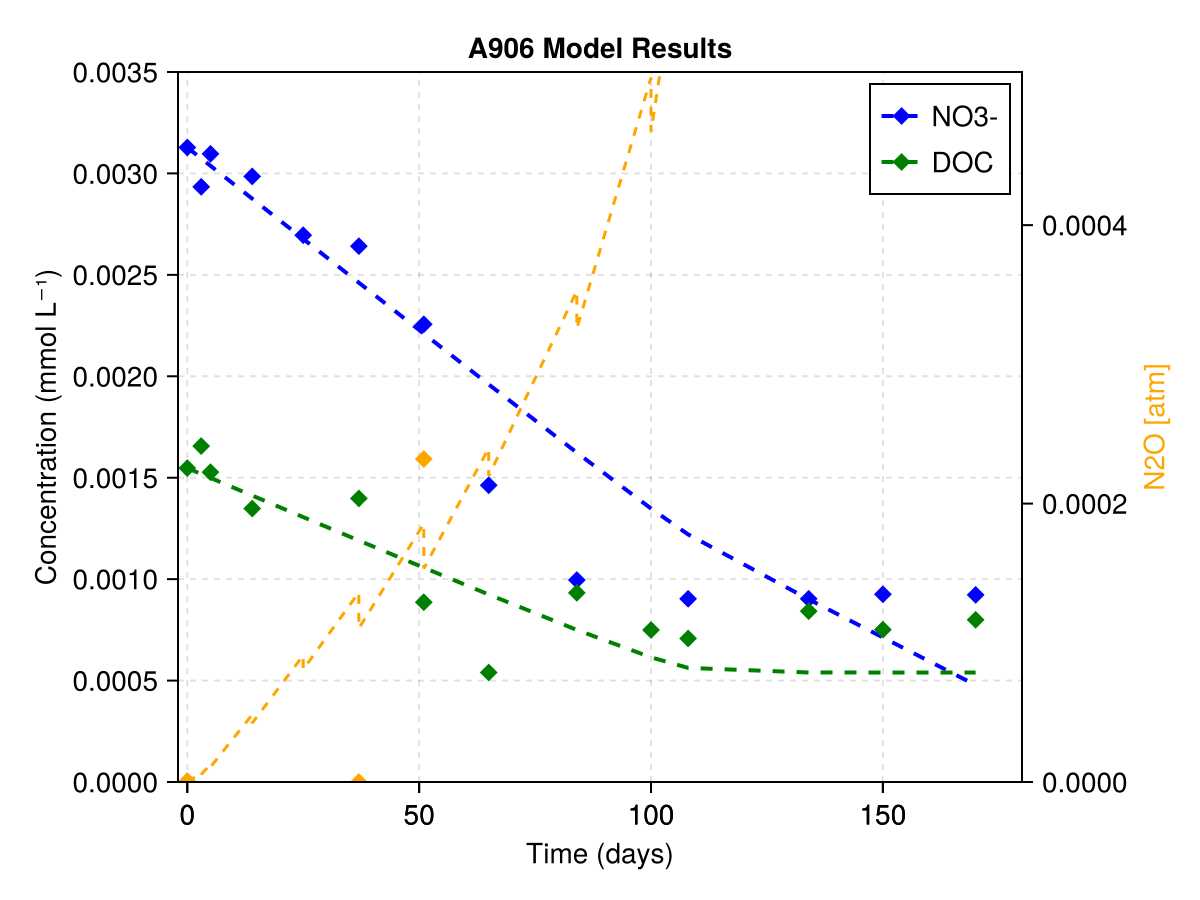 A906 Model Results
0.0035
0.0030
0.0025
0.0020
0.0015
0.0010
0.0005
0.0000
Concentration (mmol L⁻¹)
NO3-
DOC
0.0004
0.0002
0.0000
N2O [atm]
0
50
100
150
Time (days)